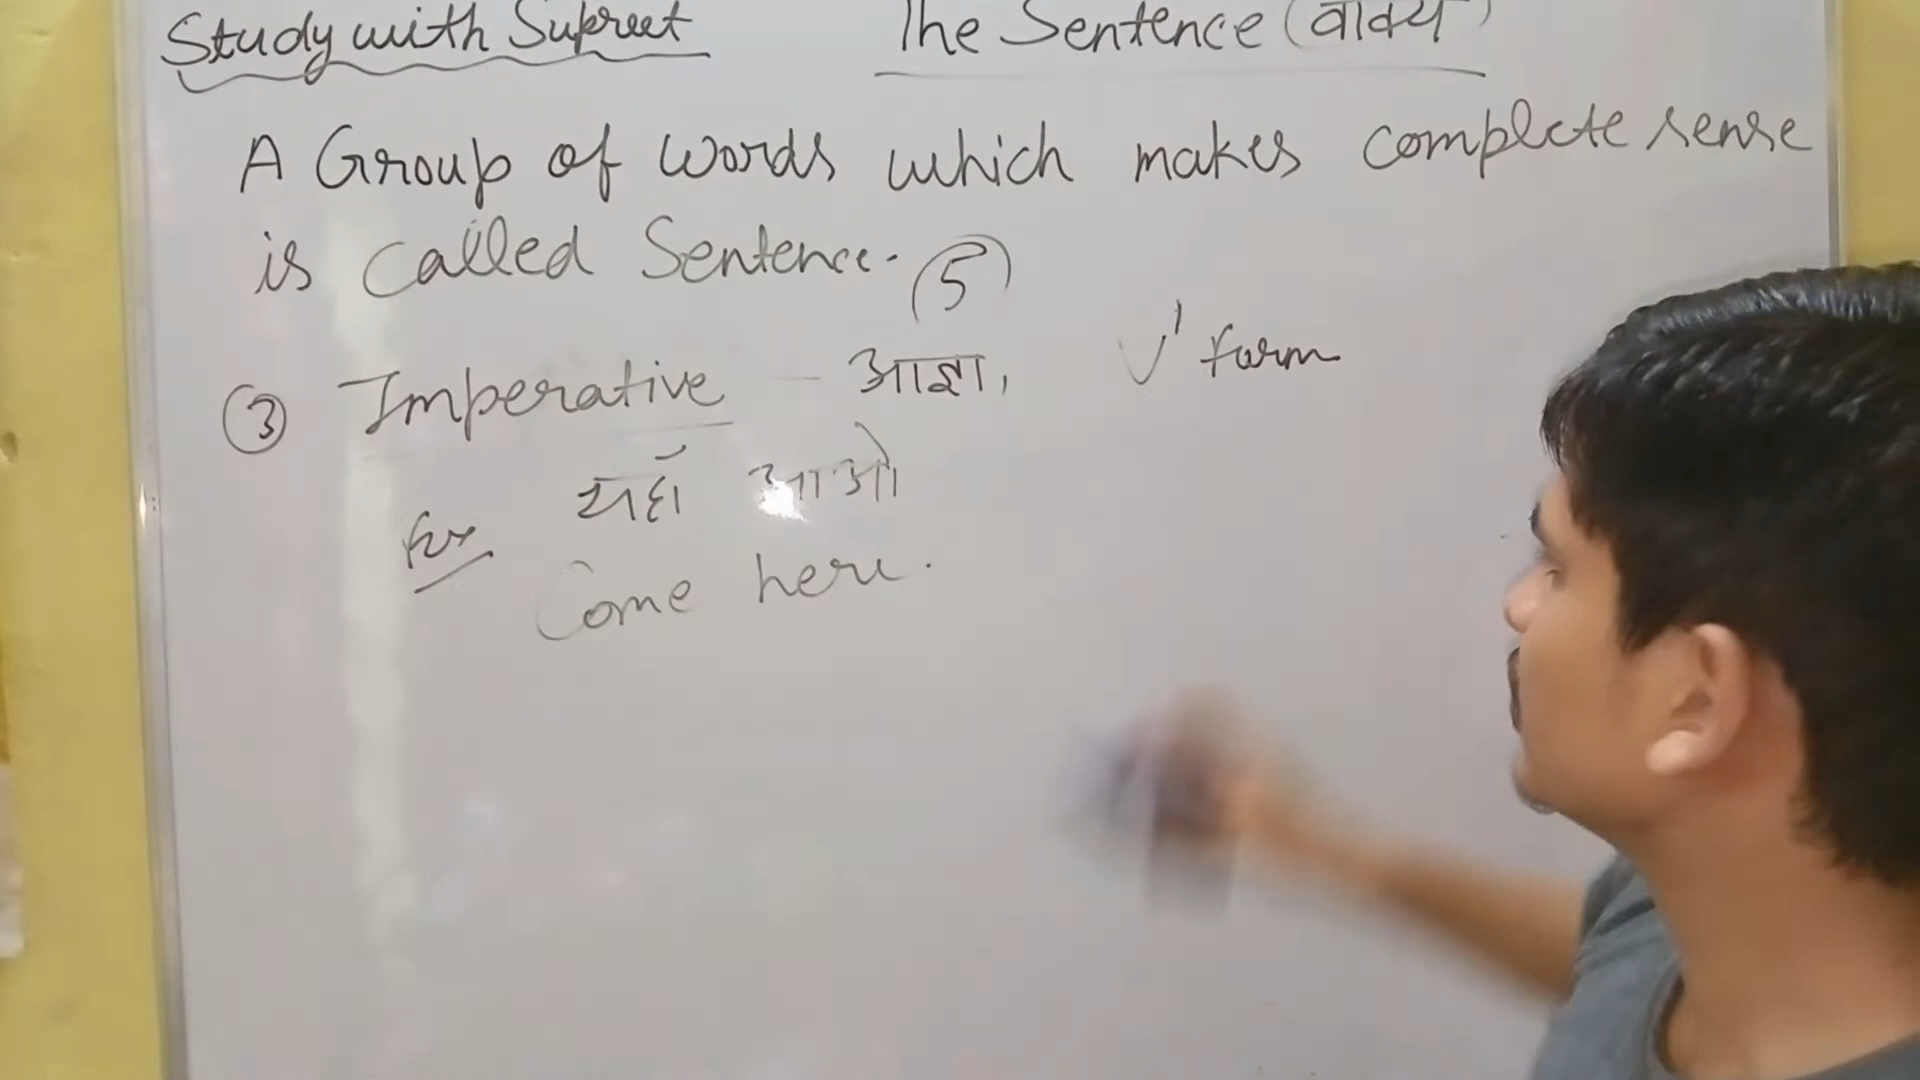 Study with Supreet
The Sentence (वाक्य)
A Group of words which makes complete sense
is called Sentence. (5)
③ Imperative - आज्ञा, V¹ form
Ex यहाँ आओ
Come here.